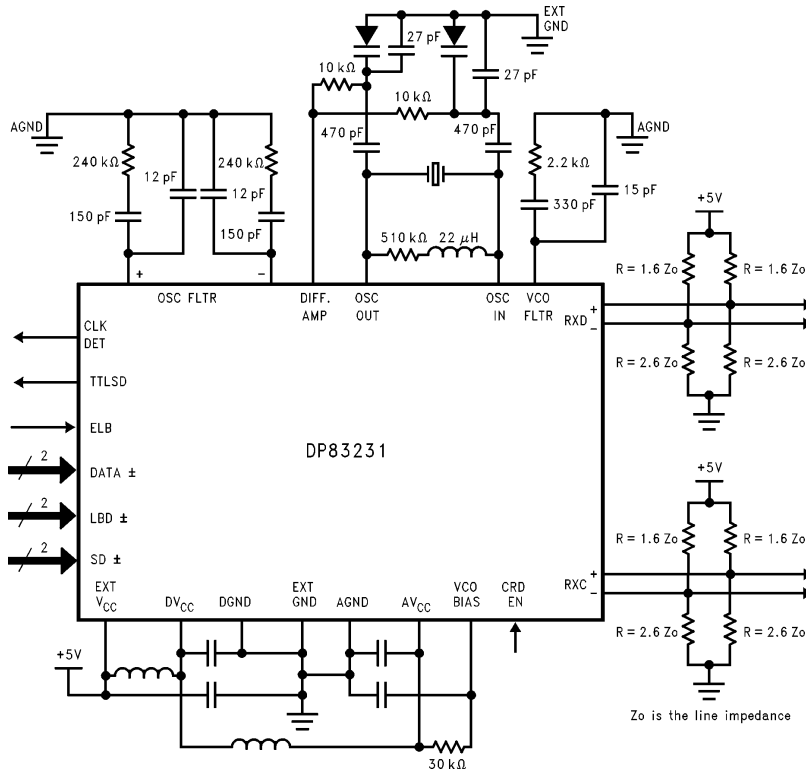 EXT
GND
27 pF
27 pF
10 kΩ
10 kΩ
AGND
470 pF
470 pF
AGND
240 kΩ
12 pF
240 kΩ
12 pF
150 pF
150 pF
2.2 kΩ
330 pF
15 pF
510 kΩ
22 μH
+
OSC FLTR
−
DIFF.
AMP
OSC
OUT
OSC
IN
VCO
FLTR
+5V
R = 1.6 Zo
R = 1.6 Zo
RXD
+
−
R = 2.6 Zo
R = 2.6 Zo
CLK
DET
TTLSD
ELB
2
DATA ±
2
LBD ±
2
SD ±
DP83231
+5V
R = 1.6 Zo
R = 1.6 Zo
RXC
+
−
R = 2.6 Zo
R = 2.6 Zo
EXT
VCC
DVCC
DGND
EXT
GND
AGND
AVCC
VCO
BIAS
CRD
EN
+5V
30 kΩ
Zo is the line impedance